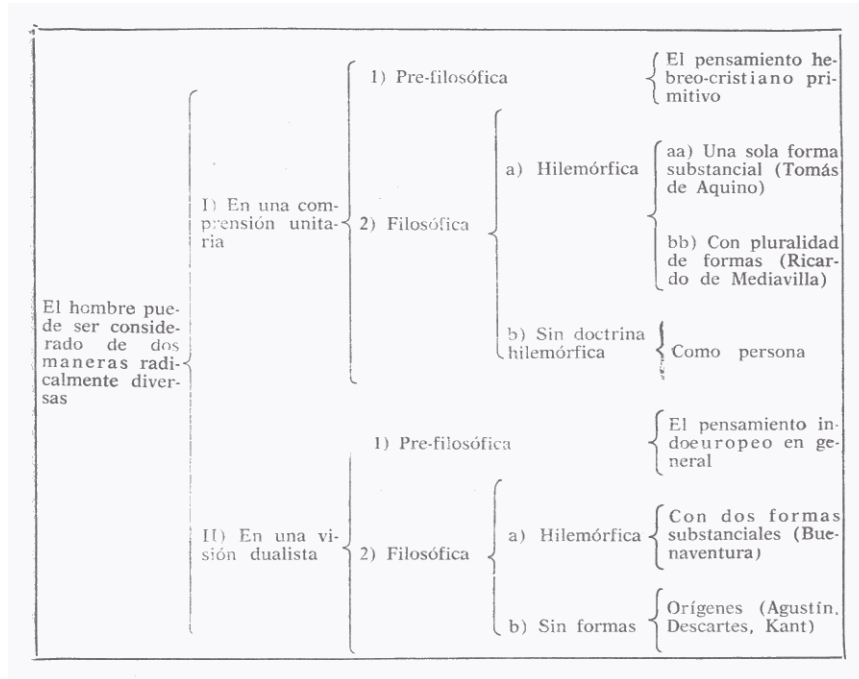 El hombre pue-
de ser conside-
rado de dos
maneras radi-
calmente diver-
sas
I) En una com-
prensión unita-
ria
1) Pre-filosófica
El pensamiento he-
breo-cristiano pri-
mitivo
2) Filosófica
a) Hilemórfica
aa) Una sola forma
substancial (Tomás
de Aquino)
bb) Con pluralidad
de formas (Ricar-
do de Mediavilla)
b) Sin doctrina
hilemórfica
Como persona
II) En una vi-
sión dualista
1) Pre-filosófica
El pensamiento in-
doeuropeo en ge-
neral
2) Filosófica
a) Hilemórfica
Con dos formas
substanciales (Bue-
naventura)
b) Sin formas
Orígenes (Agustín,
Descartes, Kant)